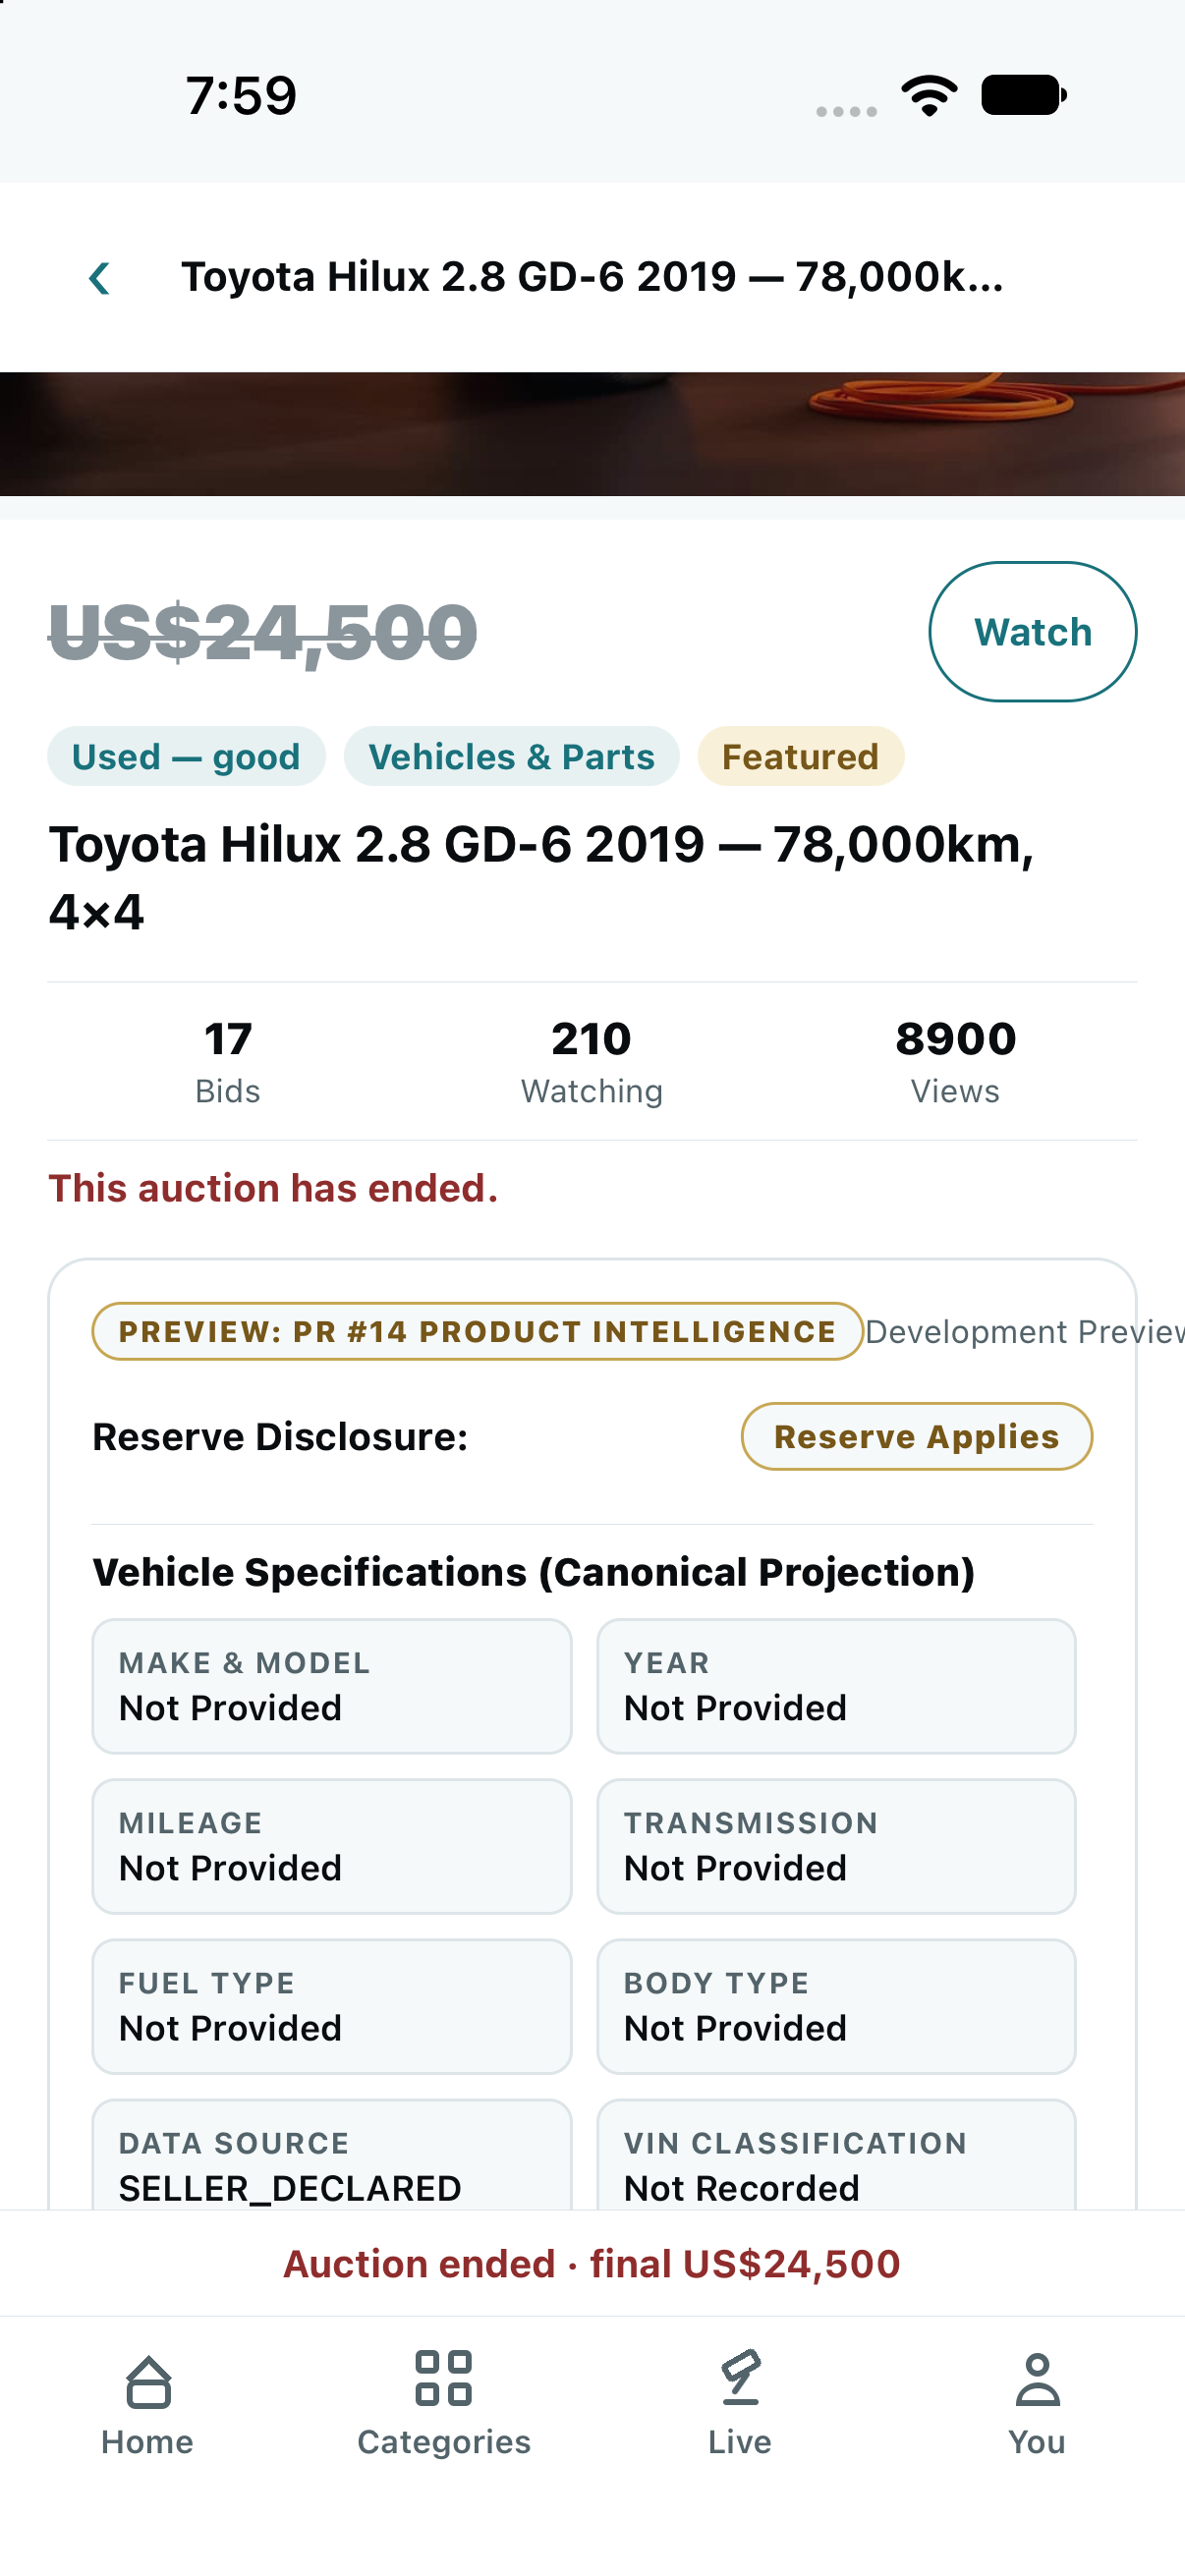 7:59
Toyota Hilux 2.8 GD-6 2019 — 78,000k...
US$24,500
Watch
Used — good
Vehicles & Parts
Featured
Toyota Hilux 2.8 GD-6 2019 — 78,000km,
4×4
17
210
8900
Bids
Watching
Views
This auction has ended.
PREVIEW: PR #14 PRODUCT INTELLIGENCE
Development Preview
Reserve Disclosure:
Reserve Applies
Vehicle Specifications (Canonical Projection)
MAKE & MODEL
Not Provided
YEAR
Not Provided
MILEAGE
Not Provided
TRANSMISSION
Not Provided
FUEL TYPE
Not Provided
BODY TYPE
Not Provided
DATA SOURCE
SELLER_DECLARED
VIN CLASSIFICATION
Not Recorded
Auction ended · final US$24,500
Home
Categories
Live
You